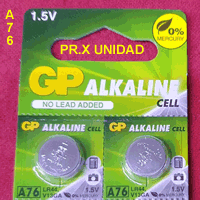 A
7
6
1.5V
PR.X UNIDAD
0%
MERCURY
GP ALKALINE
CELL
NO LEAD ADDED
GP ALKALINE CELL
GP ALKALINE
A76
LR44
V13GA
1.5V
A76
LR44
V13GA
1.5V